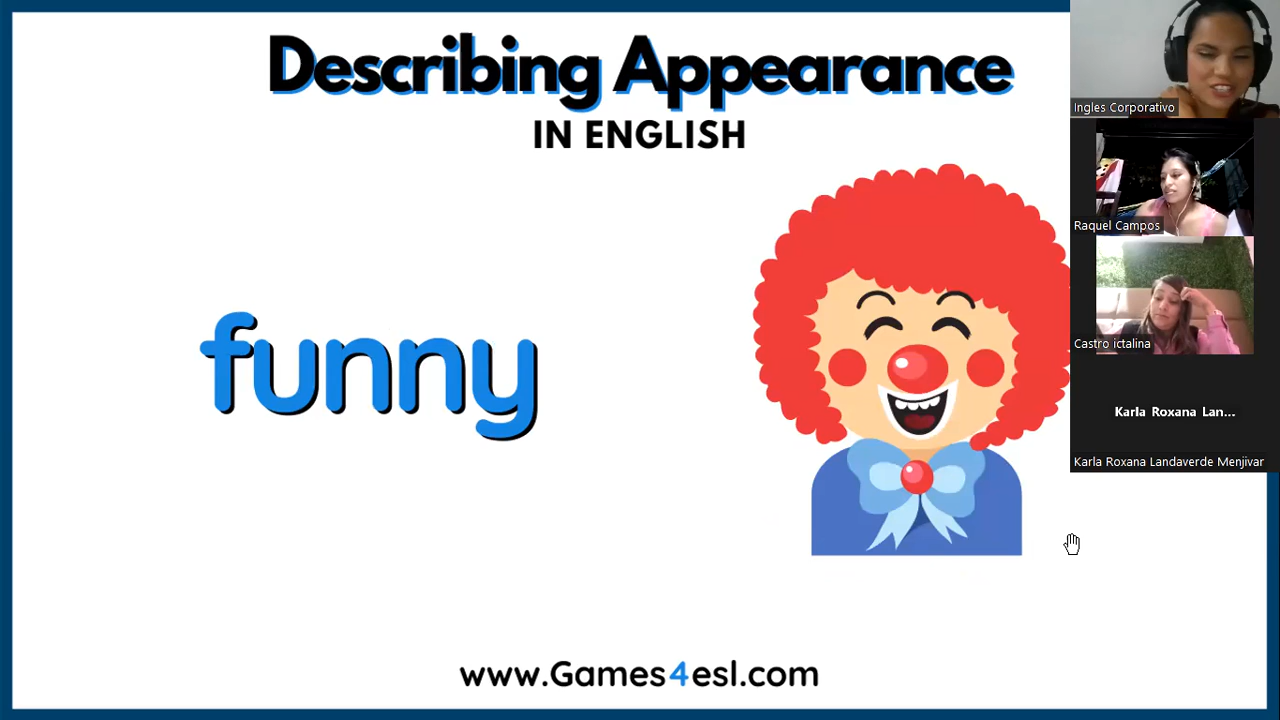 Describing Appearance
IN ENGLISH
funny
www.Games4esl.com
Ingles Corporativo
Raquel Campos
Castro ictalina
Karla Roxana Lan...
Karla Roxana Landaverde Menjivar